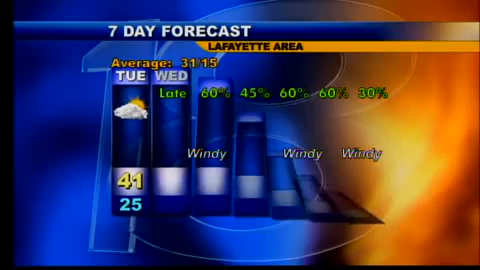 7 DAY FORECAST
LAFAYETTE AREA
Average: 31/15
TUE WED
Late 60% 45% 60% 60% 30%
Windy Windy Windy
41
25